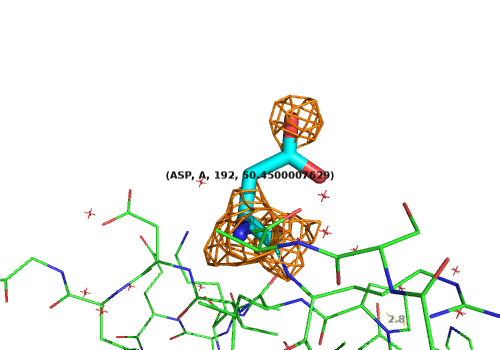 (ASP, A, 192, 50.4500007629)
2.8